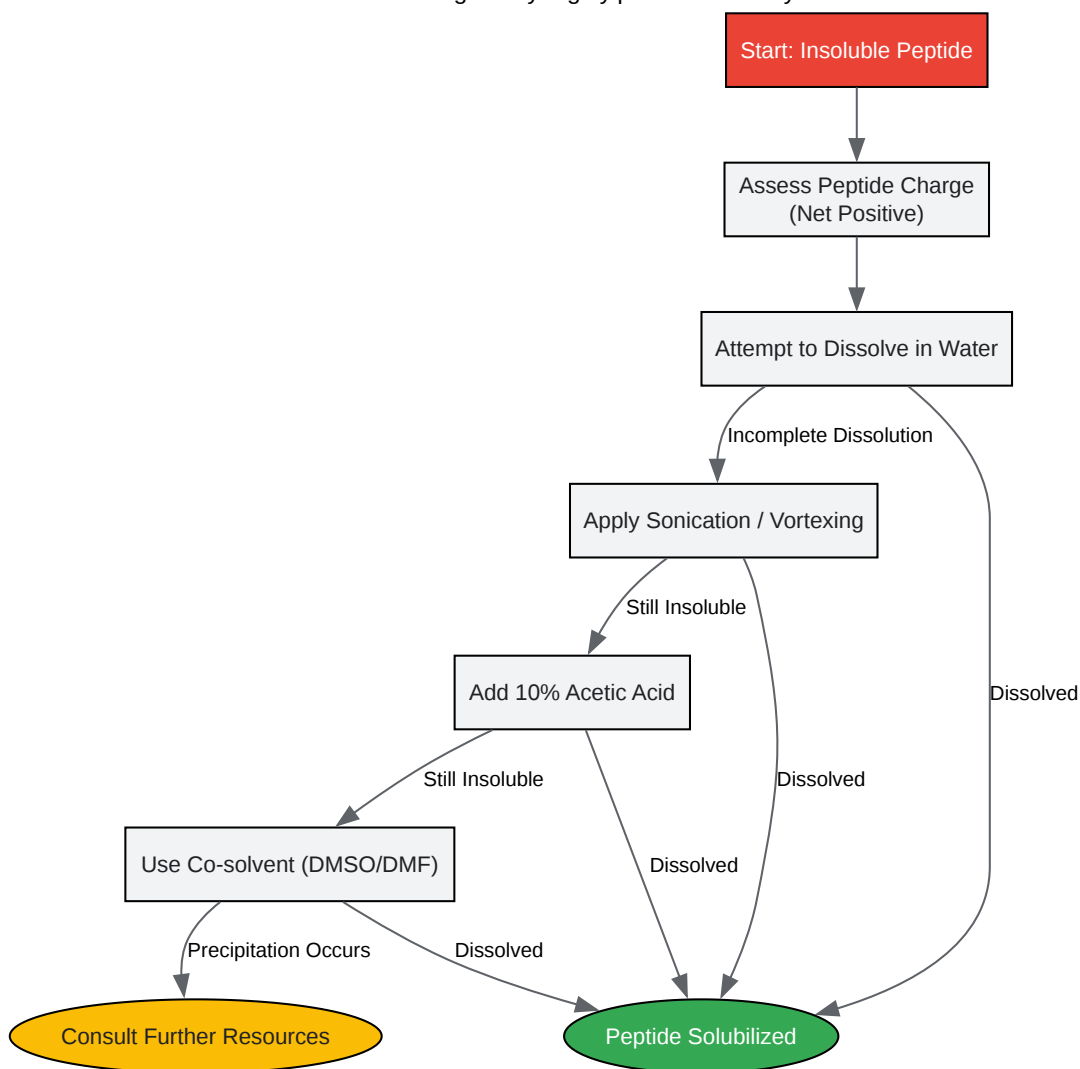 Start: Insoluble Peptide
Assess Peptide Charge
(Net Positive)
Attempt to Dissolve in Water
Incomplete Dissolution
Apply Sonication / Vortexing
Still Insoluble
Add 10% Acetic Acid
Dissolved
Still Insoluble
Dissolved
Use Co-solvent (DMSO/DMF)
Dissolved
Precipitation Occurs
Dissolved
Consult Further Resources
Peptide Solubilized